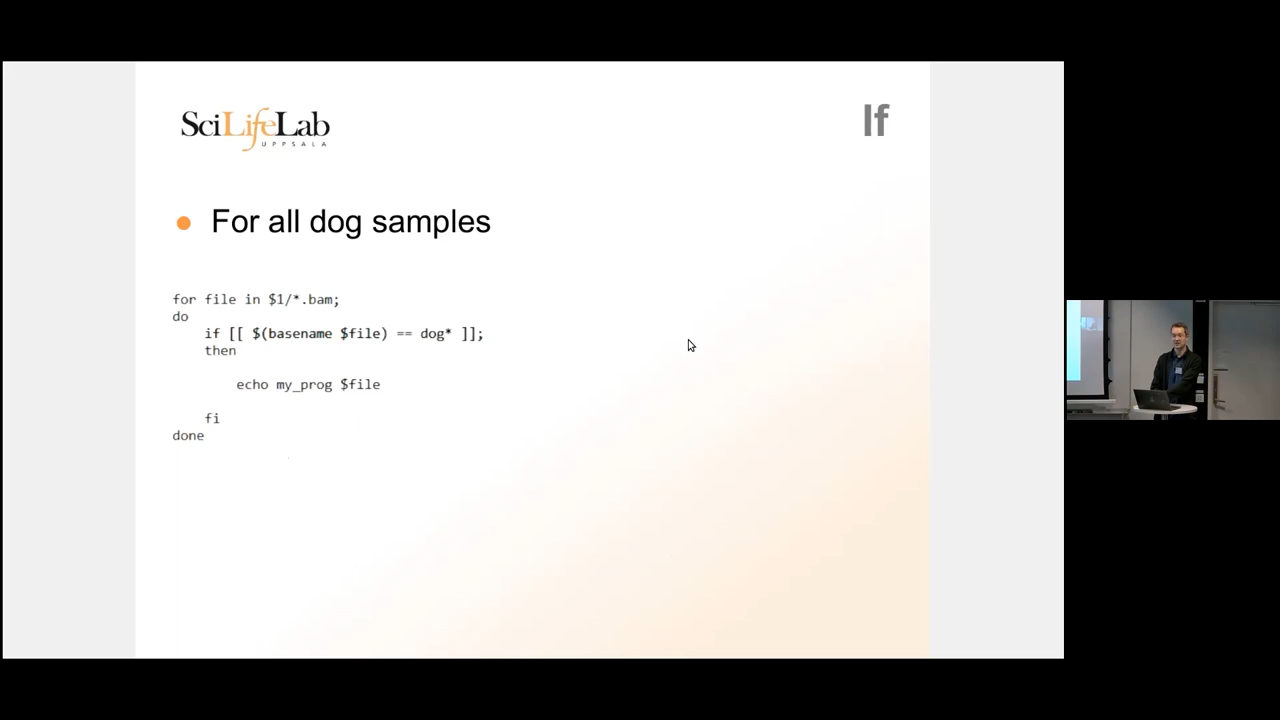 SciLifeLab
UPPSALA
If
For all dog samples
for file in $1/*.bam;
do
    if [[ $(basename $file) == dog* ]];
    then
        echo my_prog $file
    fi
done